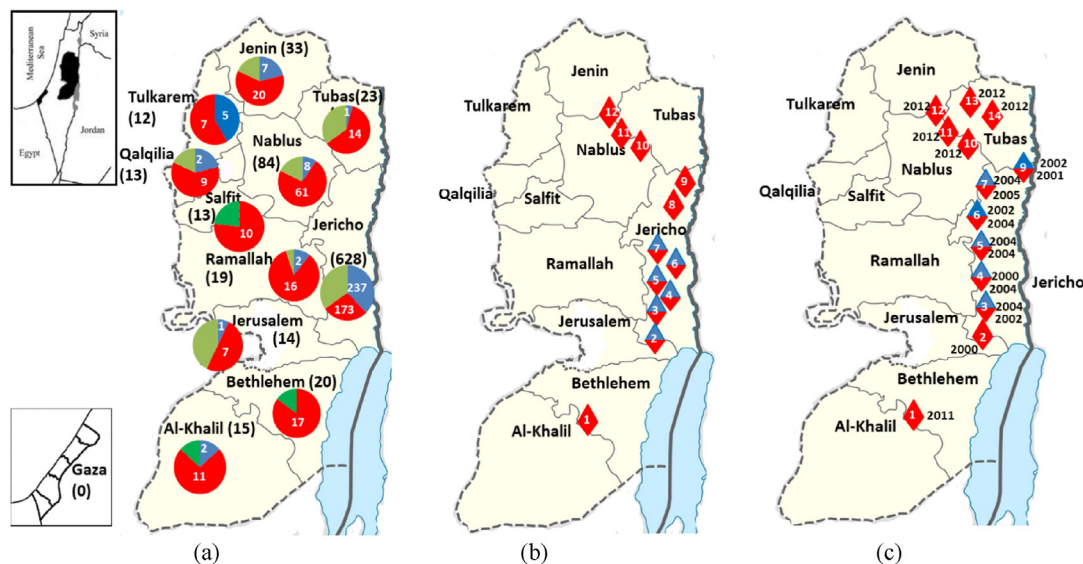 Mediterranean
Sea
Syria
Jordan
Egypt
Gaza
(0)
Jenin (33)
7
20
Tulkarem
(12)
5
7
Tubas(23)
1
14
Nablus
(84)
8
61
Qalqilia
(13)
2
9
Salfit
(13)
10
Jericho
(628)
237
173
Ramallah
(19)
2
16
Jerusalem
(14)
1
7
Bethlehem (20)
17
Al-Khalil (15)
2
11
(a)
Jenin
Tulkarem
12
Tubas
11
Nablus
10
Qalqilia
9
Salfit
8
Jericho
7
6
Ramallah
5
4
3
Jerusalem
2
Bethlehem
1
Al-Khalil
(b)
Jenin
2012
13
Tulkarem
2012
12
2012
14
11
2012
10
Tubas
2012
9
2002
2001
Nablus
7
2004
2005
Qalqilia
Salfit
6
2002
2004
5
2004
2004
Ramallah
4
2000
2004
Jericho
3
2004
2002
Jerusalem
2
2000
Bethlehem
1
2011
Al-Khalil
(c)